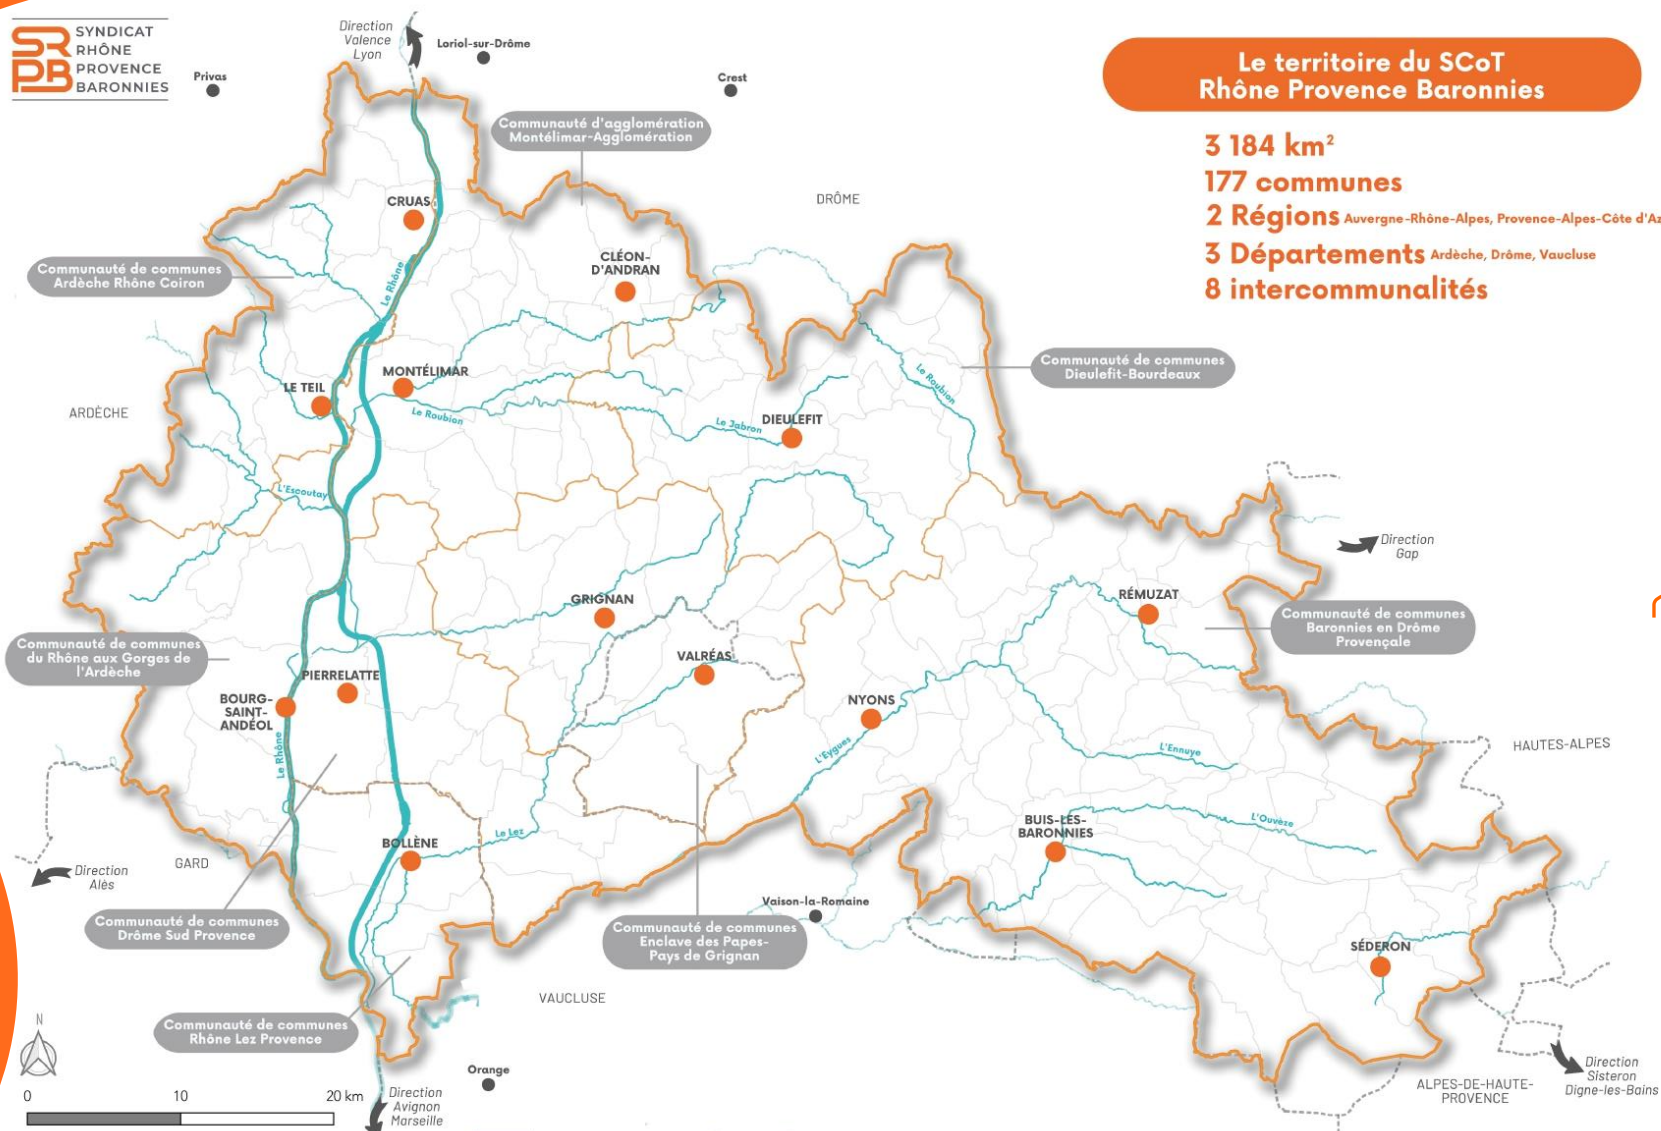 SYNDICAT
RHÔNE
PROVENCE
BARONNIES
SR
PB
Direction
Valence
Lyon
Loriol-sur-Drôme
Privas
Crest
Le territoire du SCoT
Rhône Provence Baronnies
3 184 km²
177 communes
2 Régions Auvergne-Rhône-Alpes, Provence-Alpes-Côte d'Az
3 Départements Ardèche, Drôme, Vaucluse
8 intercommunalités
Communauté d'agglomération
Montélimar-Agglomération
DRÔME
CRUAS
CLÉON-
D'ANDRAN
Communauté de communes
Ardèche Rhône Coiron
Le Rhône
Communauté de communes
Dieulefit-Bourdeaux
Le Roubion
MONTÉLIMAR
LE TEIL
ARDÈCHE
Le Roubion
Le Jabron
DIEULEFIT
L'Escoutay
Direction
Gap
GRIGNAN
RÉMUZAT
Communauté de communes
Baronnies en Drôme
Provençale
Communauté de communes
du Rhône aux Gorges de
l'Ardèche
VALRÉAS
PIERRELATTE
BOURG-
SAINT-
ANDÉOL
NYONS
Le Rhône
L'Eygues
L'Ennuye
HAUTES-ALPES
BUIS-LES-
BARONNIES
L'Ouvèze
Le Lez
BOLLÈNE
GARD
Direction
Alès
Vaison-la-Romaine
Communauté de communes
Drôme Sud Provence
Communauté de communes
Enclave des Papes-
Pays de Grignan
SÉDERON
VAUCLUSE
Communauté de communes
Rhône Lez Provence
N
Orange
0 10 20 km
Direction
Avignon
Marseille
ALPES-DE-HAUTE-
PROVENCE
Direction
Sisteron
Digne-les-Bains